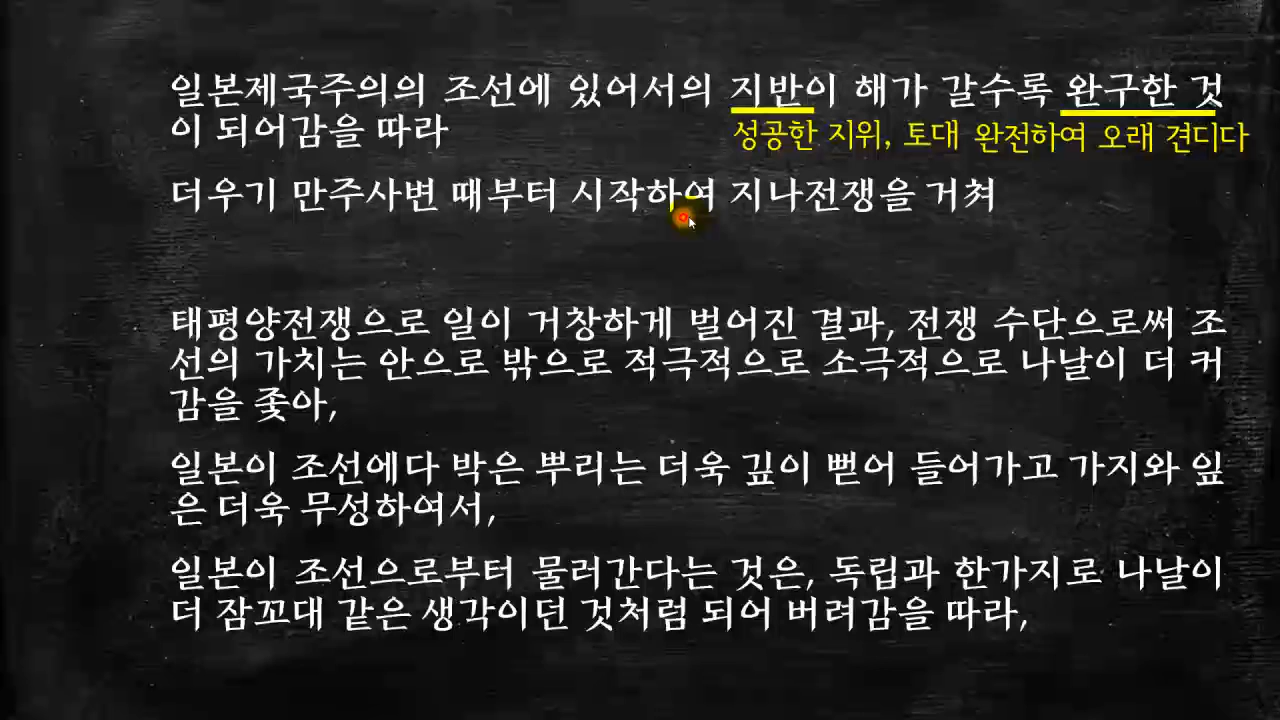 일본제국주의의 조선에 있어서의 지반이 해가 갈수록 완구한 것
이 되어감을 따라
성공한 지위, 토대 완전하여 오래 견디다
더우기 만주사변 때부터 시작하여 지나전쟁을 거쳐
태평양전쟁으로 일이 거창하게 벌어진 결과, 전쟁 수단으로써 조
선의 가치는 안으로 밖으로 적극적으로 소극적으로 나날이 더 커
감을 좇아,
일본이 조선에다 박은 뿌리는 더욱 깊이 뻗어 들어가고 가지와 잎
은 더욱 무성하여서,
일본이 조선으로부터 물러간다는 것은, 독립과 한가지로 나날이
더 잠꼬대 같은 생각이던 것처럼 되어 버려감을 따라,